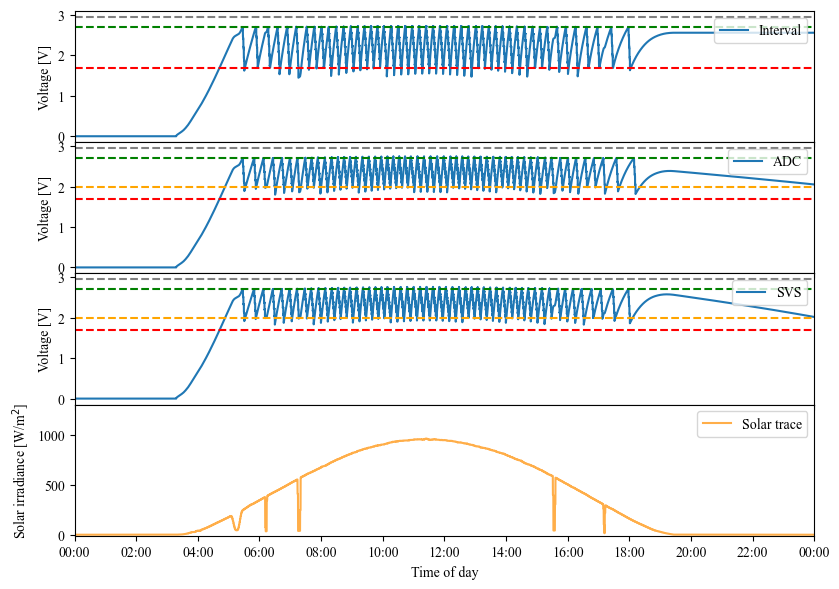 3
2
1
0
Voltage [V]
Interval
3
2
1
0
Voltage [V]
ADC
3
2
1
0
Voltage [V]
SVS
1000
500
0
Solar irradiance [W/m²]
Solar trace
00:00 02:00 04:00 06:00 08:00 10:00 12:00 14:00 16:00 18:00 20:00 22:00 00:00
Time of day